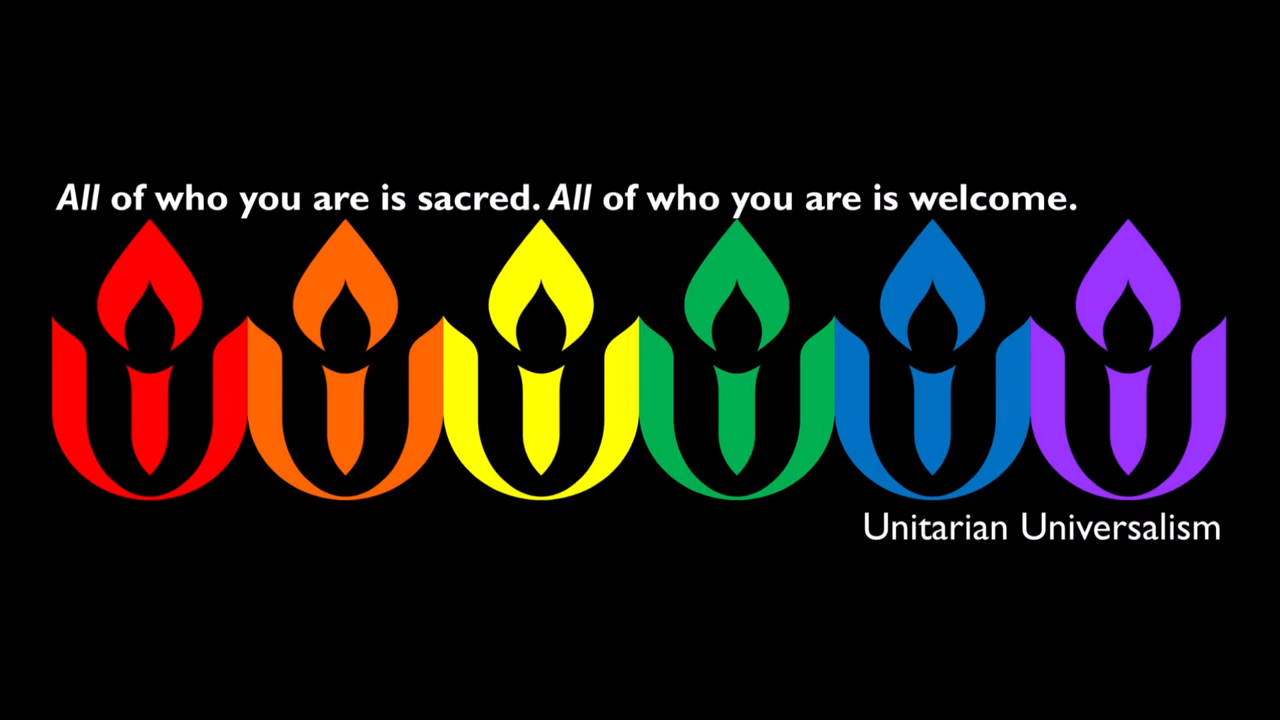 All of who you are is sacred. All of who you are is welcome.
Unitarian Universalism